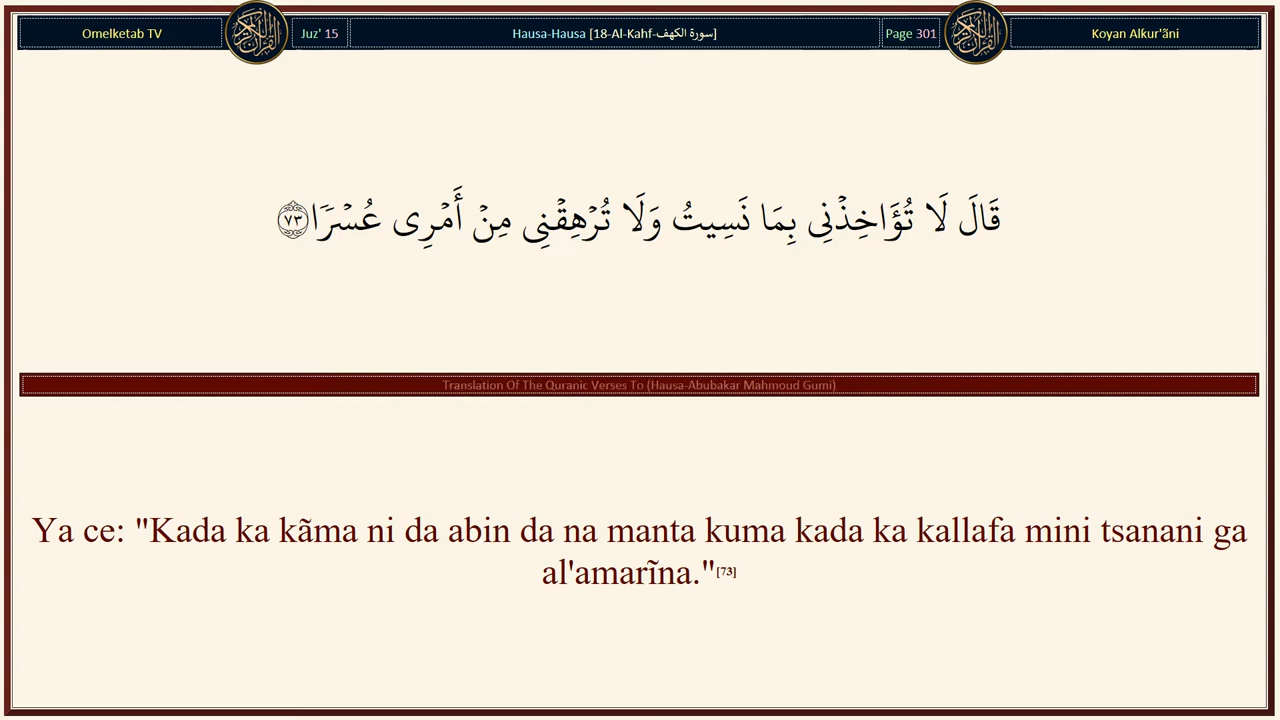 Omelketab TV
Juz' 15
Hausa-Hausa [18-Al-Kahf-سورة الكهف]
Page 301
Koyan Alƙur'ãni
قَالَ لَا تُؤَاخِذۡنِي بِمَا نَسِيتُ وَلَا تُرۡهِقۡنِي مِنۡ أَمۡرِي عُسۡرٗا ٧٣
Translation Of The Quranic Verses To (Hausa-Abubakar Mahmoud Gumi)
Ya ce: "Kada ka kãma ni da abin da na manta kuma kada ka kallafa mini tsanani ga
al'amarĩna."[73]